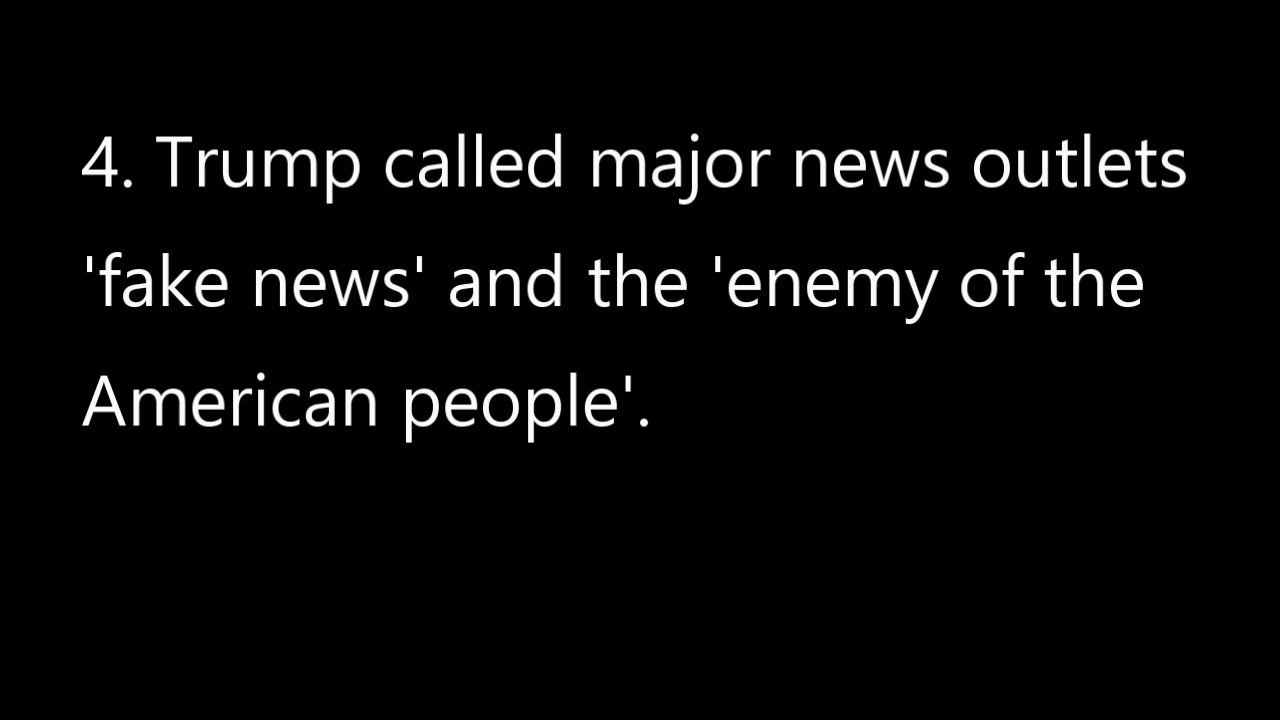 4. Trump called major news outlets
'fake news' and the 'enemy of the
American people'.